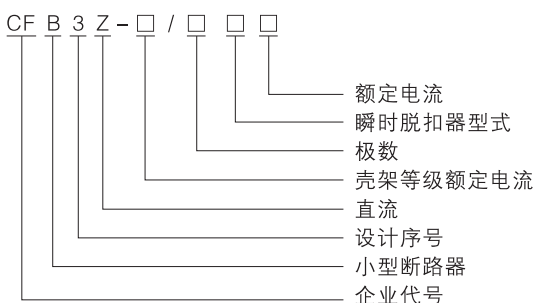 CF B 3 Z - □ / □ □ □
额定电流
瞬时脱扣器型式
极数
壳架等级额定电流
直流
设计序号
小型断路器
企业代号